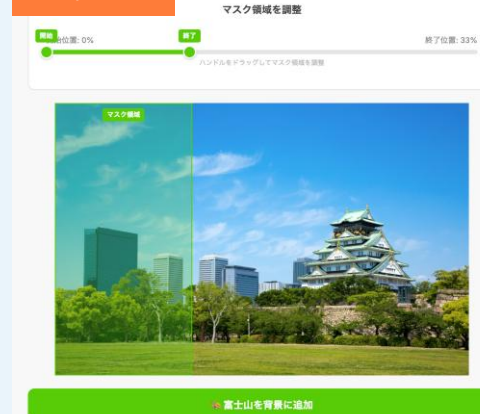 マスク領域を調整
開始
終了
始位置: 0%
終了位置: 33%
ハンドルをドラッグしてマスク領域を調整
マスク領域
富士山を背景に追加